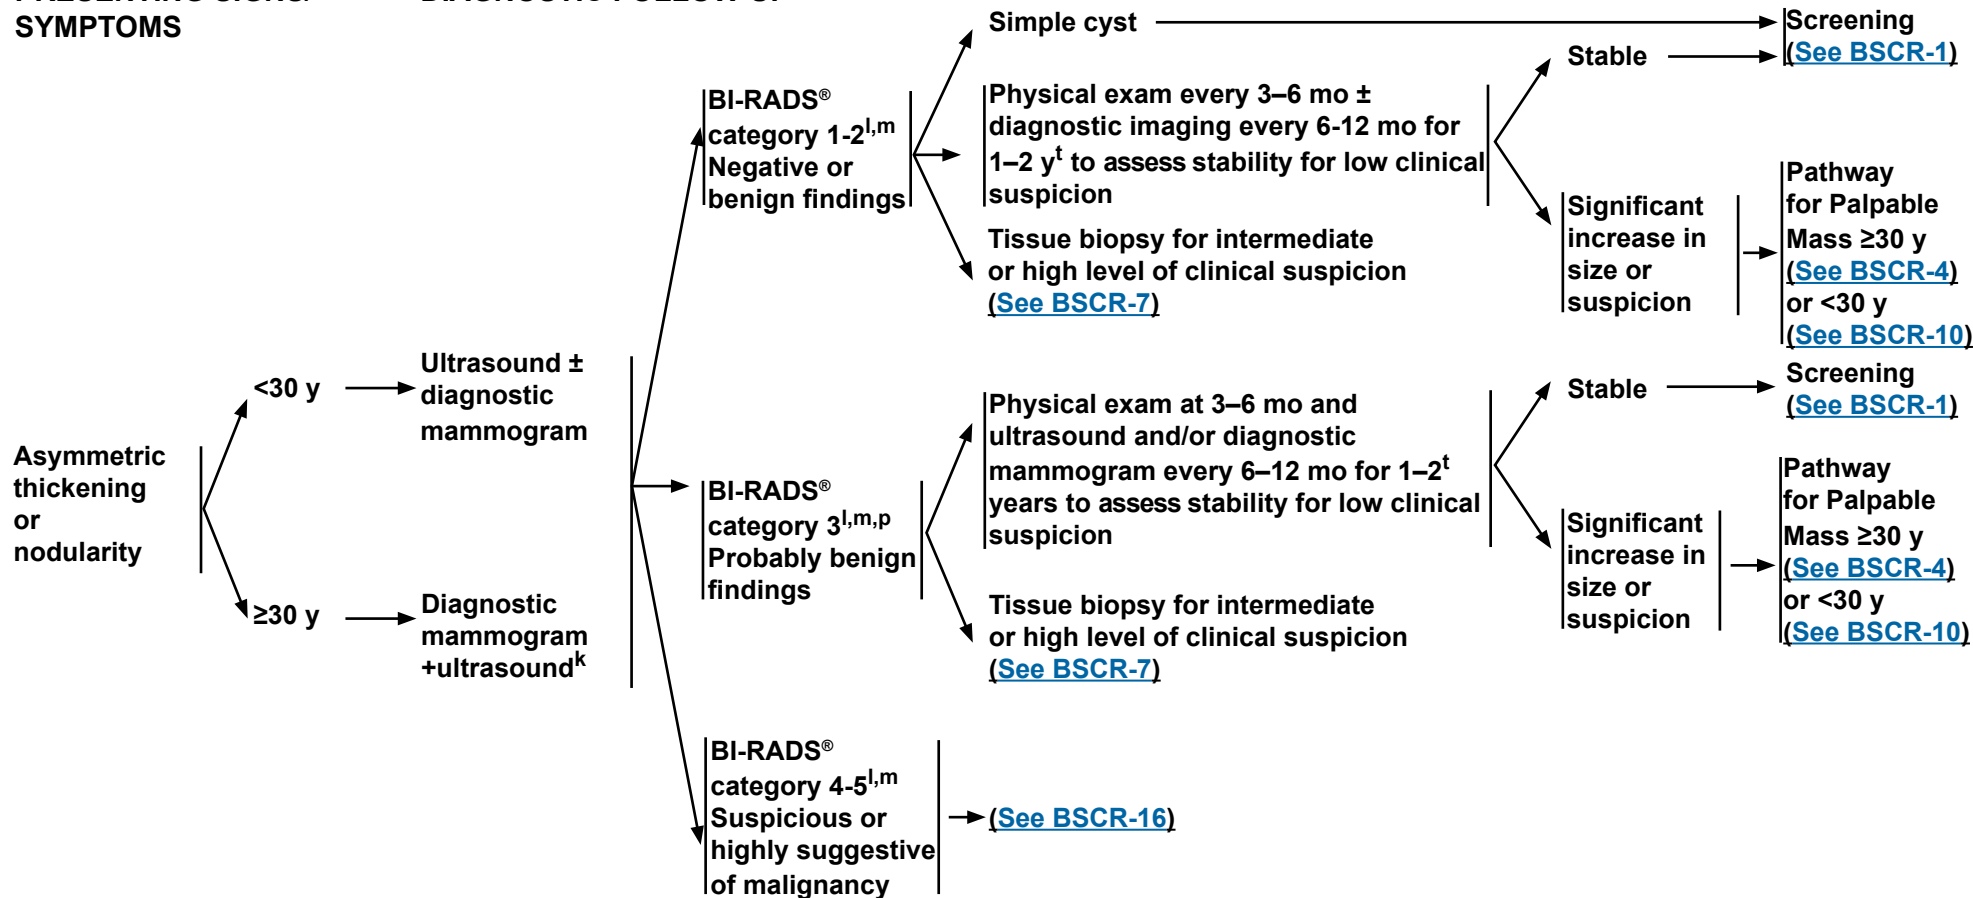 SYMPTOMS
Asymmetric
thickening
or
nodularity
<30 y
≥30 y
Ultrasound ±
diagnostic
mammogram
Diagnostic
mammogram
+ultrasoundᵏ
BI-RADS®
category 1-2ˡ,ᵐ
Negative or
benign findings
Simple cyst
Physical exam every 3–6 mo ±
diagnostic imaging every 6-12 mo for
1–2 yᵗ to assess stability for low clinical
suspicion
Tissue biopsy for intermediate
or high level of clinical suspicion
(See BSCR-7)
Stable
Significant
increase in
size or
suspicion
Screening
(See BSCR-1)
Pathway
for Palpable
Mass ≥30 y
(See BSCR-4)
or <30 y
(See BSCR-10)
BI-RADS®
category 3ˡ,ᵐ,ᵖ
Probably benign
findings
Physical exam at 3–6 mo and
ultrasound and/or diagnostic
mammogram every 6–12 mo for 1–2ᵗ
years to assess stability for low clinical
suspicion
Tissue biopsy for intermediate
or high level of clinical suspicion
(See BSCR-7)
Stable
Significant
increase in
size or
suspicion
Screening
(See BSCR-1)
Pathway
for Palpable
Mass ≥30 y
(See BSCR-4)
or <30 y
(See BSCR-10)
BI-RADS®
category 4-5ˡ,ᵐ
Suspicious or
highly suggestive
of malignancy
(See BSCR-16)